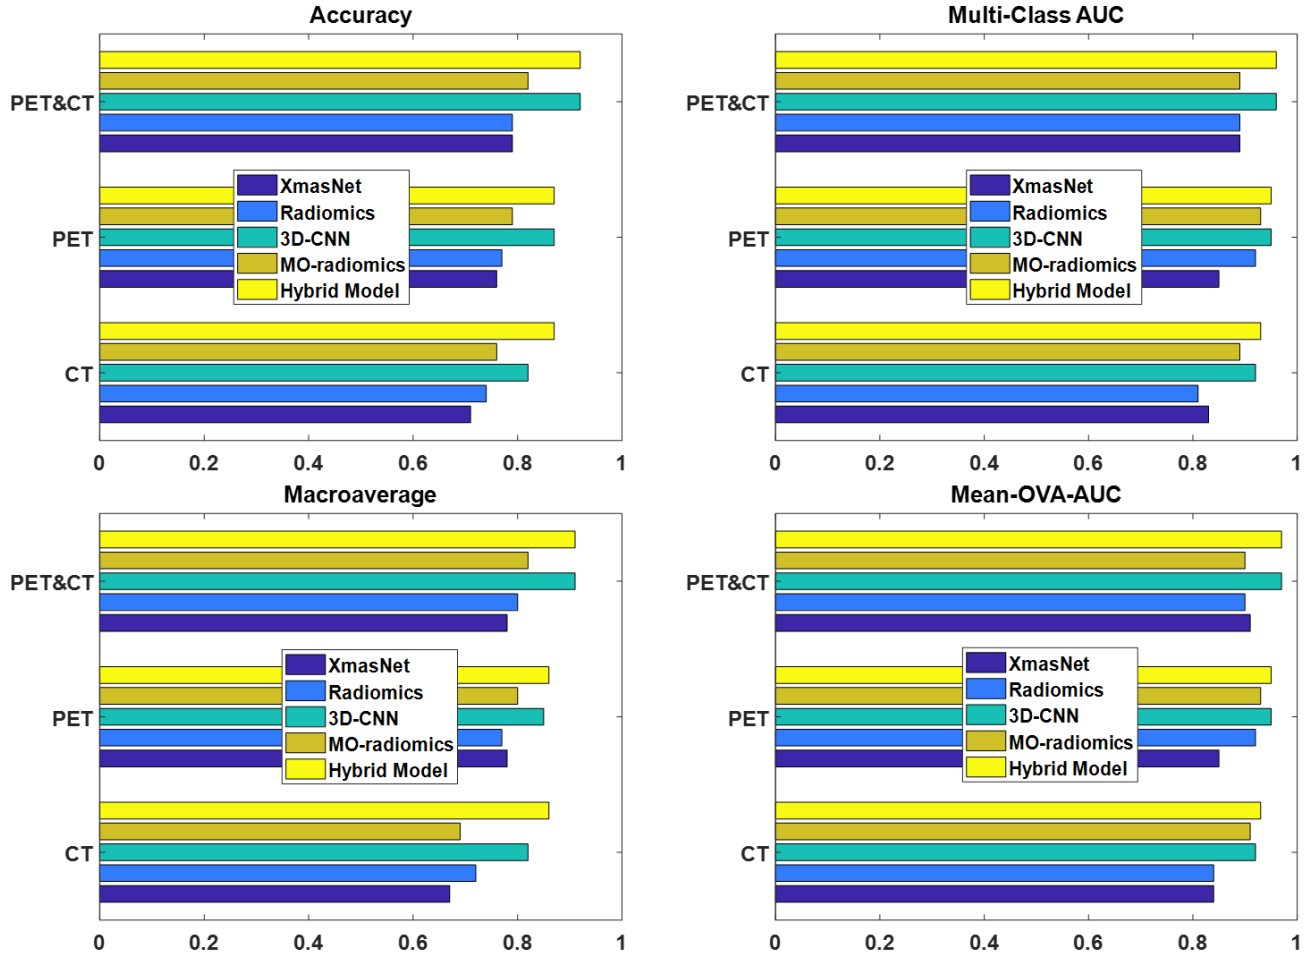 Accuracy
PET&CT
PET
CT
XmasNet
Radiomics
3D-CNN
MO-radiomics
Hybrid Model
0 0.2 0.4 0.6 0.8 1
Multi-Class AUC
PET&CT
PET
CT
XmasNet
Radiomics
3D-CNN
MO-radiomics
Hybrid Model
0 0.2 0.4 0.6 0.8 1
Macroaverage
PET&CT
PET
CT
XmasNet
Radiomics
3D-CNN
MO-radiomics
Hybrid Model
0 0.2 0.4 0.6 0.8 1
Mean-OVA-AUC
PET&CT
PET
CT
XmasNet
Radiomics
3D-CNN
MO-radiomics
Hybrid Model
0 0.2 0.4 0.6 0.8 1